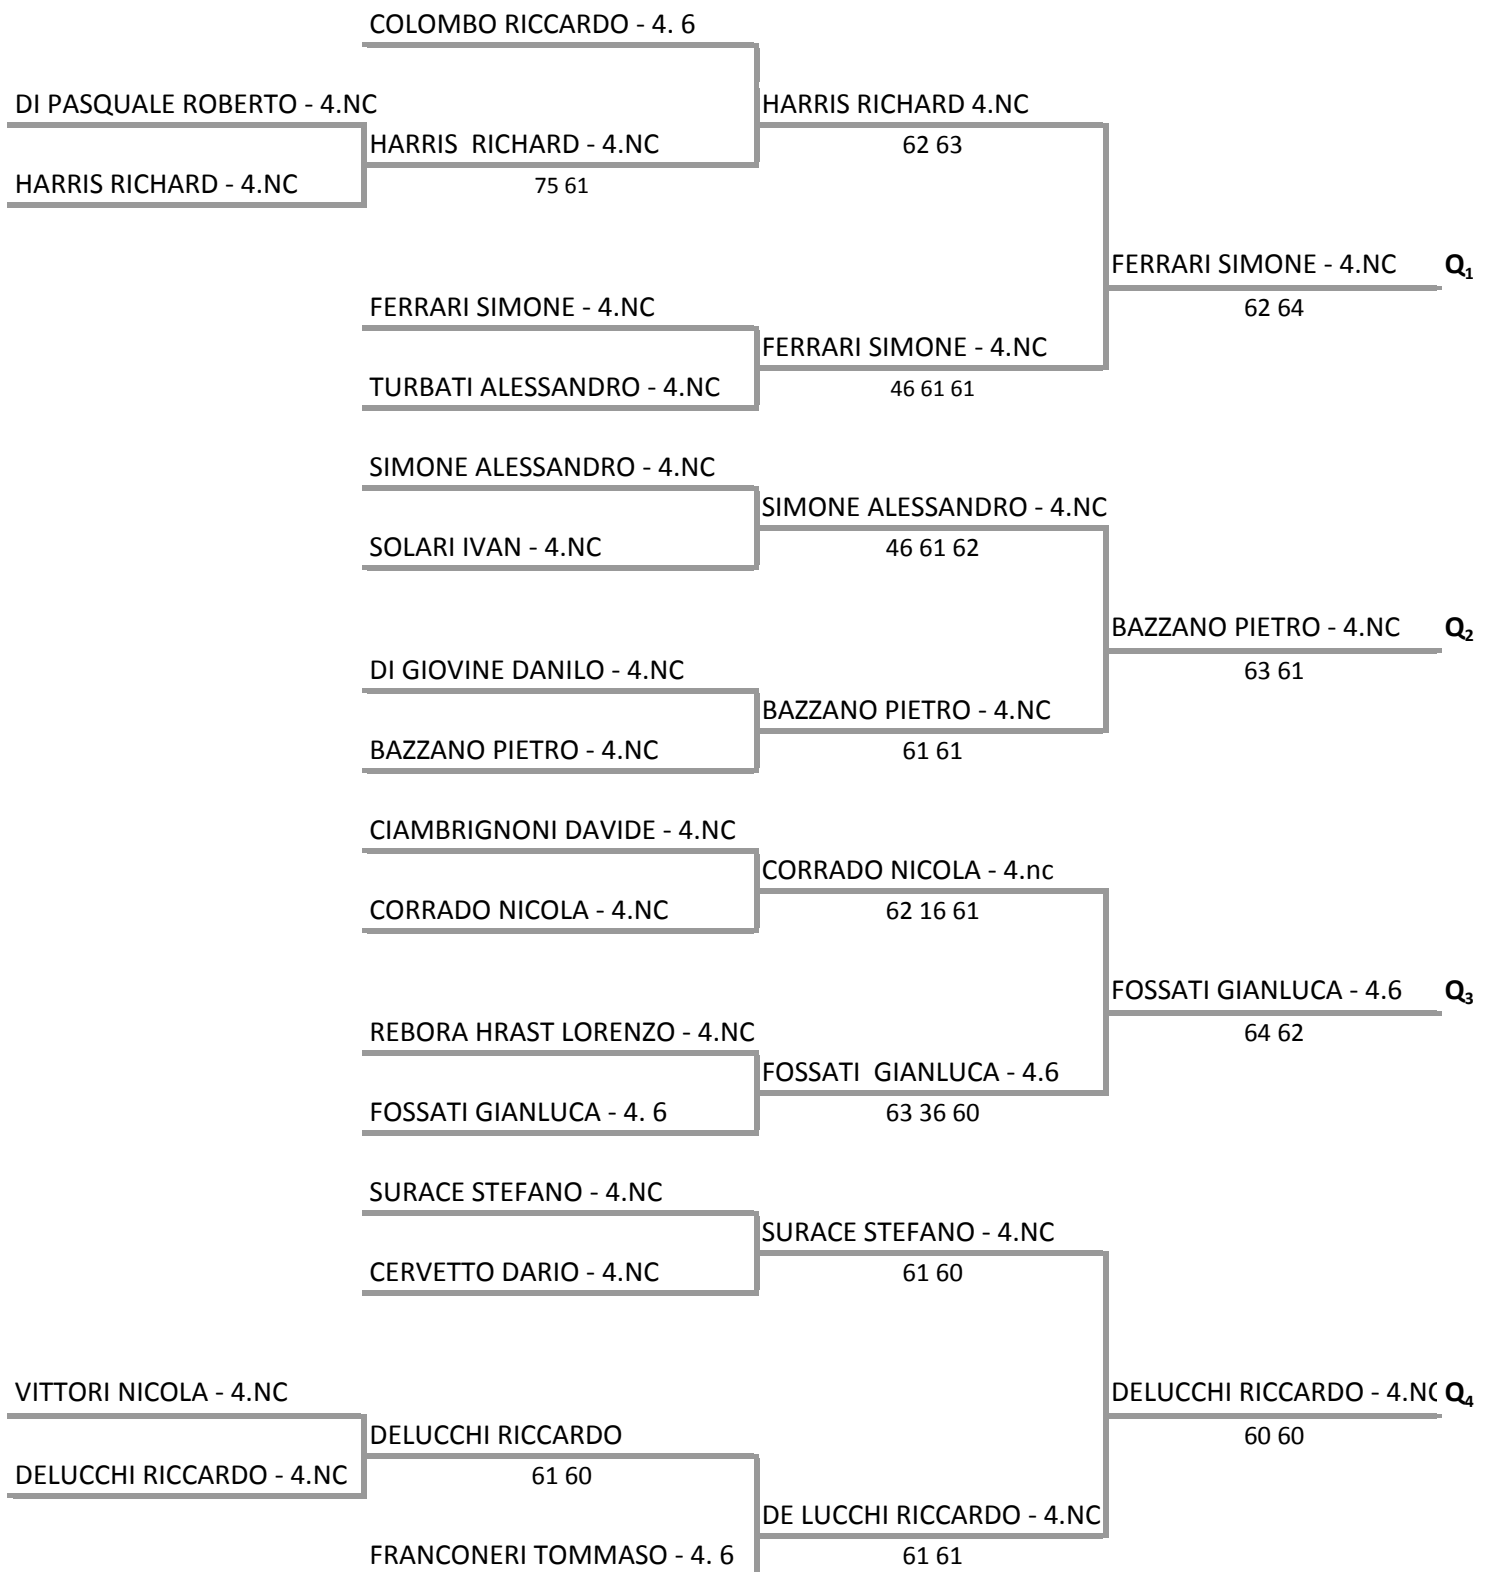 COLOMBO RICCARDO - 4. 6
DI PASQUALE ROBERTO - 4.NC
HARRIS RICHARD 4.NC
HARRIS  RICHARD - 4.NC
62 63
HARRIS RICHARD - 4.NC
75 61
FERRARI SIMONE - 4.NC Q₁
FERRARI SIMONE - 4.NC
62 64
FERRARI SIMONE - 4.NC
TURBATI ALESSANDRO - 4.NC
46 61 61
SIMONE ALESSANDRO - 4.NC
SIMONE ALESSANDRO - 4.NC
SOLARI IVAN - 4.NC
46 61 62
BAZZANO PIETRO - 4.NC Q₂
DI GIOVINE DANILO - 4.NC
63 61
BAZZANO PIETRO - 4.NC
BAZZANO PIETRO - 4.NC
61 61
CIAMBRIGNONI DAVIDE - 4.NC
CORRADO NICOLA - 4.nc
CORRADO NICOLA - 4.NC
62 16 61
FOSSATI GIANLUCA - 4.6 Q₃
REBORA HRAST LORENZO - 4.NC
64 62
FOSSATI  GIANLUCA - 4.6
FOSSATI GIANLUCA - 4. 6
63 36 60
SURACE STEFANO - 4.NC
SURACE STEFANO - 4.NC
CERVETTO DARIO - 4.NC
61 60
VITTORI NICOLA - 4.NC
DELUCCHI RICCARDO - 4.NC Q₄
DELUCCHI RICCARDO
60 60
DELUCCHI RICCARDO - 4.NC
61 60
DE LUCCHI RICCARDO - 4.NC
FRANCONERI TOMMASO - 4. 6
61 61